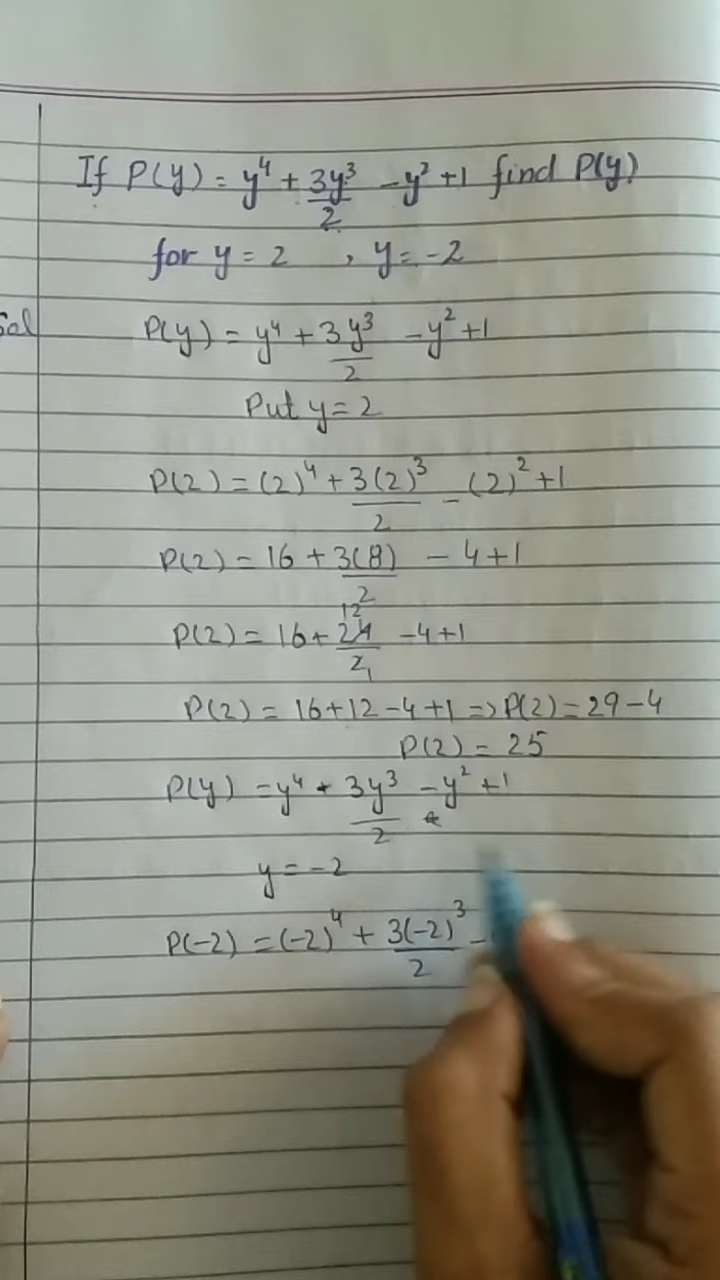 If P(y) = y⁴ + 3y³/2 - y² + 1 find P(y)
for y = 2 , y = -2
Sol
P(y) = y⁴ + 3y³/2 - y² + 1
Put y = 2
P(2) = (2)⁴ + 3(2)³/2 - (2)² + 1
P(2) = 16 + 3(8)/2 - 4 + 1
P(2) = 16 + 24/2 - 4 + 1
12
1
P(2) = 16 + 12 - 4 + 1 => P(2) = 29 - 4
P(2) = 25
P(y) = y⁴ + 3y³/2 - y² + 1
y = -2
P(-2) = (-2)⁴ + 3(-2)³/2 -